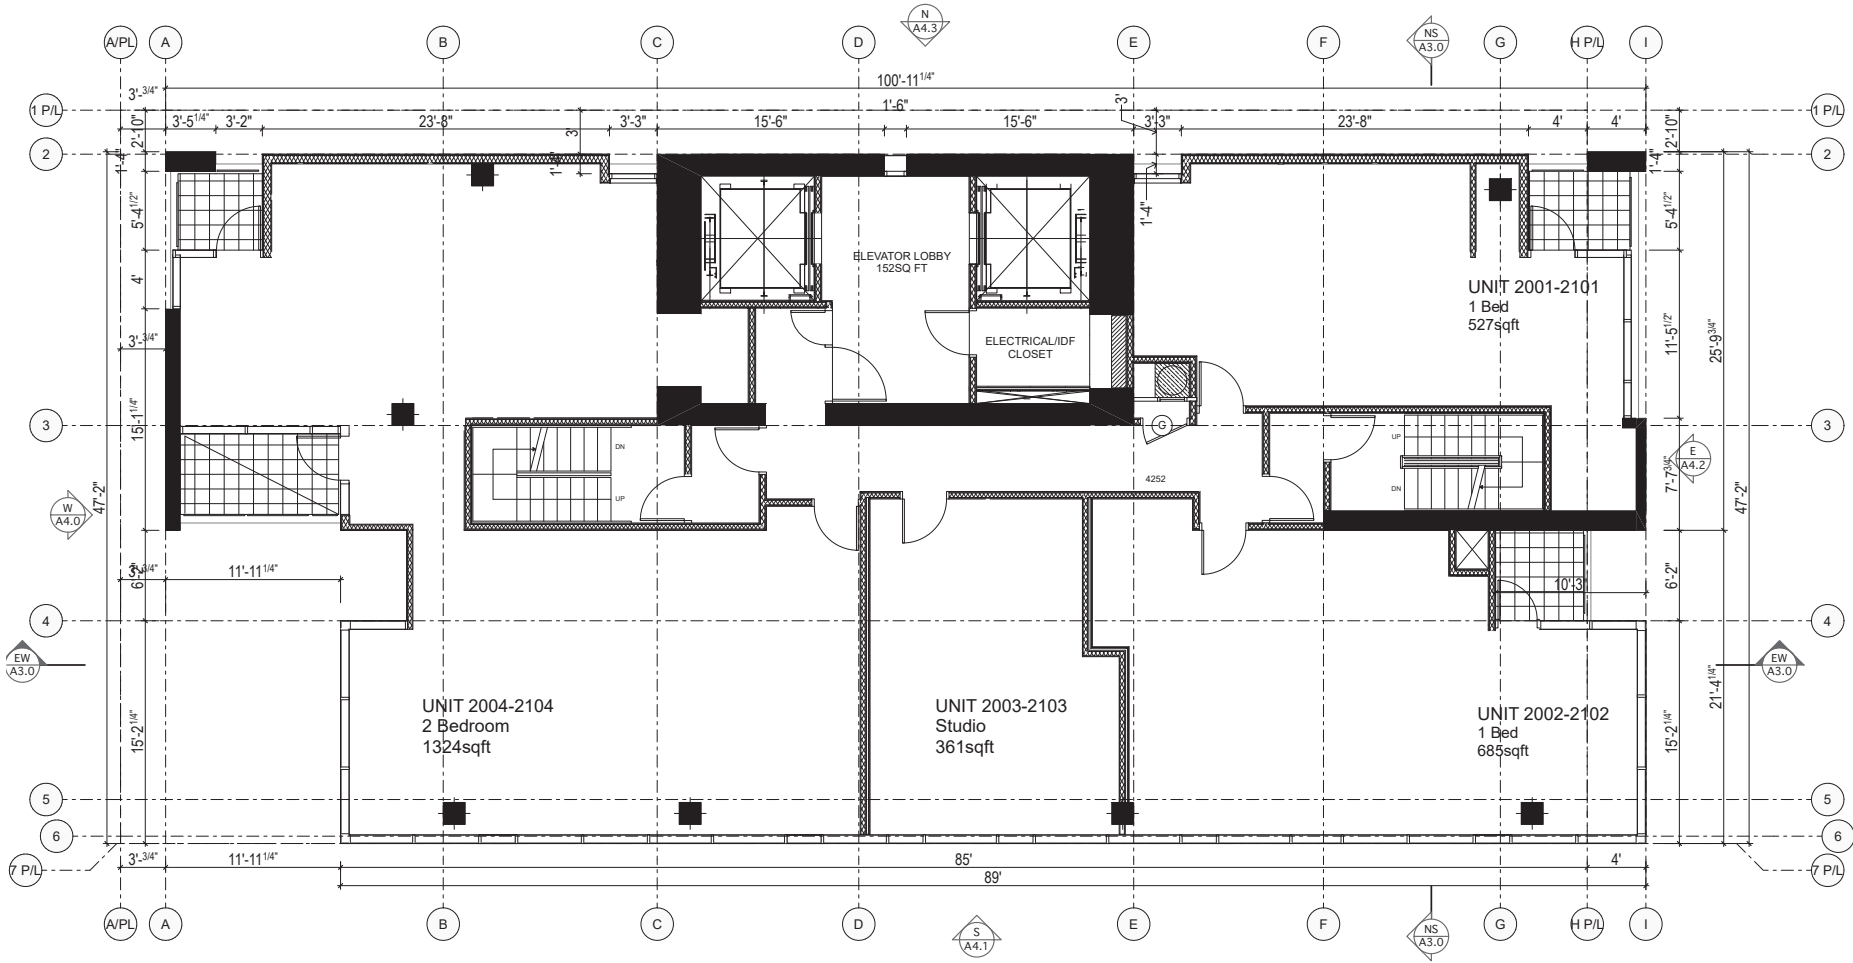 N
A4.3
NS
A3.0
A/PL
A
B
C
D
E
F
G
H P/L
I
100'-11 1/4"
3'-3/4"
1'-6"
3'
1 P/L
1 P/L
3'-5 1/4"
3'-2"
23'-8"
3'-3"
15'-6"
15'-6"
3'-3"
23'-8"
4'
4'
2'-10"
3'
2'-10"
2
2
1'-4"
1'-4"
1'-4"
1'-4"
5'-4 1/2"
5'-4 1/2"
ELEVATOR LOBBY
152SQ FT
4'
UNIT 2001-2101
1 Bed
527sqft
ELECTRICAL/IDF
CLOSET
3'-3/4"
11'-5 1/2"
25'-9 3/4"
15'-1 1/4"
3
3
G
DN
UP
UP
DN
E
A4.2
4252
7'-7 3/4"
47'-2"
47'-2"
W
A4.0
3'-3/4"
11'-11 1/4"
6'-2"
10'-3"
6'-2"
4
4
EW
A3.0
EW
A3.0
UNIT 2004-2104
2 Bedroom
1324sqft
UNIT 2003-2103
Studio
361sqft
UNIT 2002-2102
1 Bed
685sqft
15'-2 1/4"
15'-2 1/4"
21'-4 1/4"
5
5
6
6
7 P/L
7 P/L
3'-3/4"
11'-11 1/4"
85'
4'
89'
A/PL
A
B
C
D
E
F
G
H P/L
I
S
A4.1
NS
A3.0